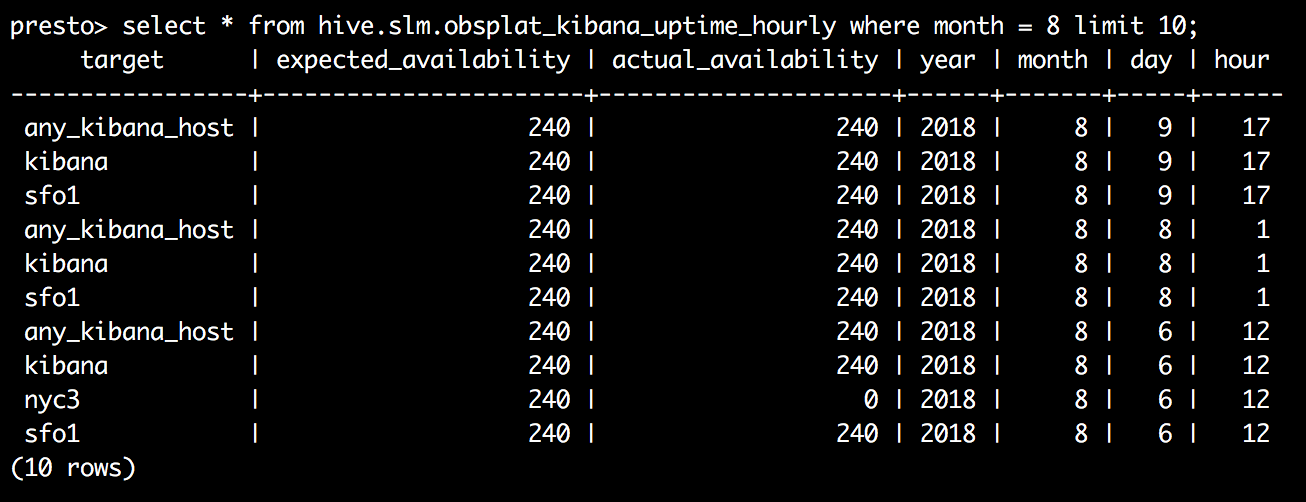 presto> select * from hive.slm.obsplat_kibana_uptime_hourly where month = 8 limit 10;
     target      | expected_availability | actual_availability | year | month | day | hour
-----------------+-----------------------+---------------------+------+-------+-----+------
 any_kibana_host |                   240 |                 240 | 2018 |     8 |   9 |   17
 kibana          |                   240 |                 240 | 2018 |     8 |   9 |   17
 sfo1            |                   240 |                 240 | 2018 |     8 |   9 |   17
 any_kibana_host |                   240 |                 240 | 2018 |     8 |   8 |    1
 kibana          |                   240 |                 240 | 2018 |     8 |   8 |    1
 sfo1            |                   240 |                 240 | 2018 |     8 |   8 |    1
 any_kibana_host |                   240 |                 240 | 2018 |     8 |   6 |   12
 kibana          |                   240 |                 240 | 2018 |     8 |   6 |   12
 nyc3            |                   240 |                   0 | 2018 |     8 |   6 |   12
 sfo1            |                   240 |                 240 | 2018 |     8 |   6 |   12
(10 rows)